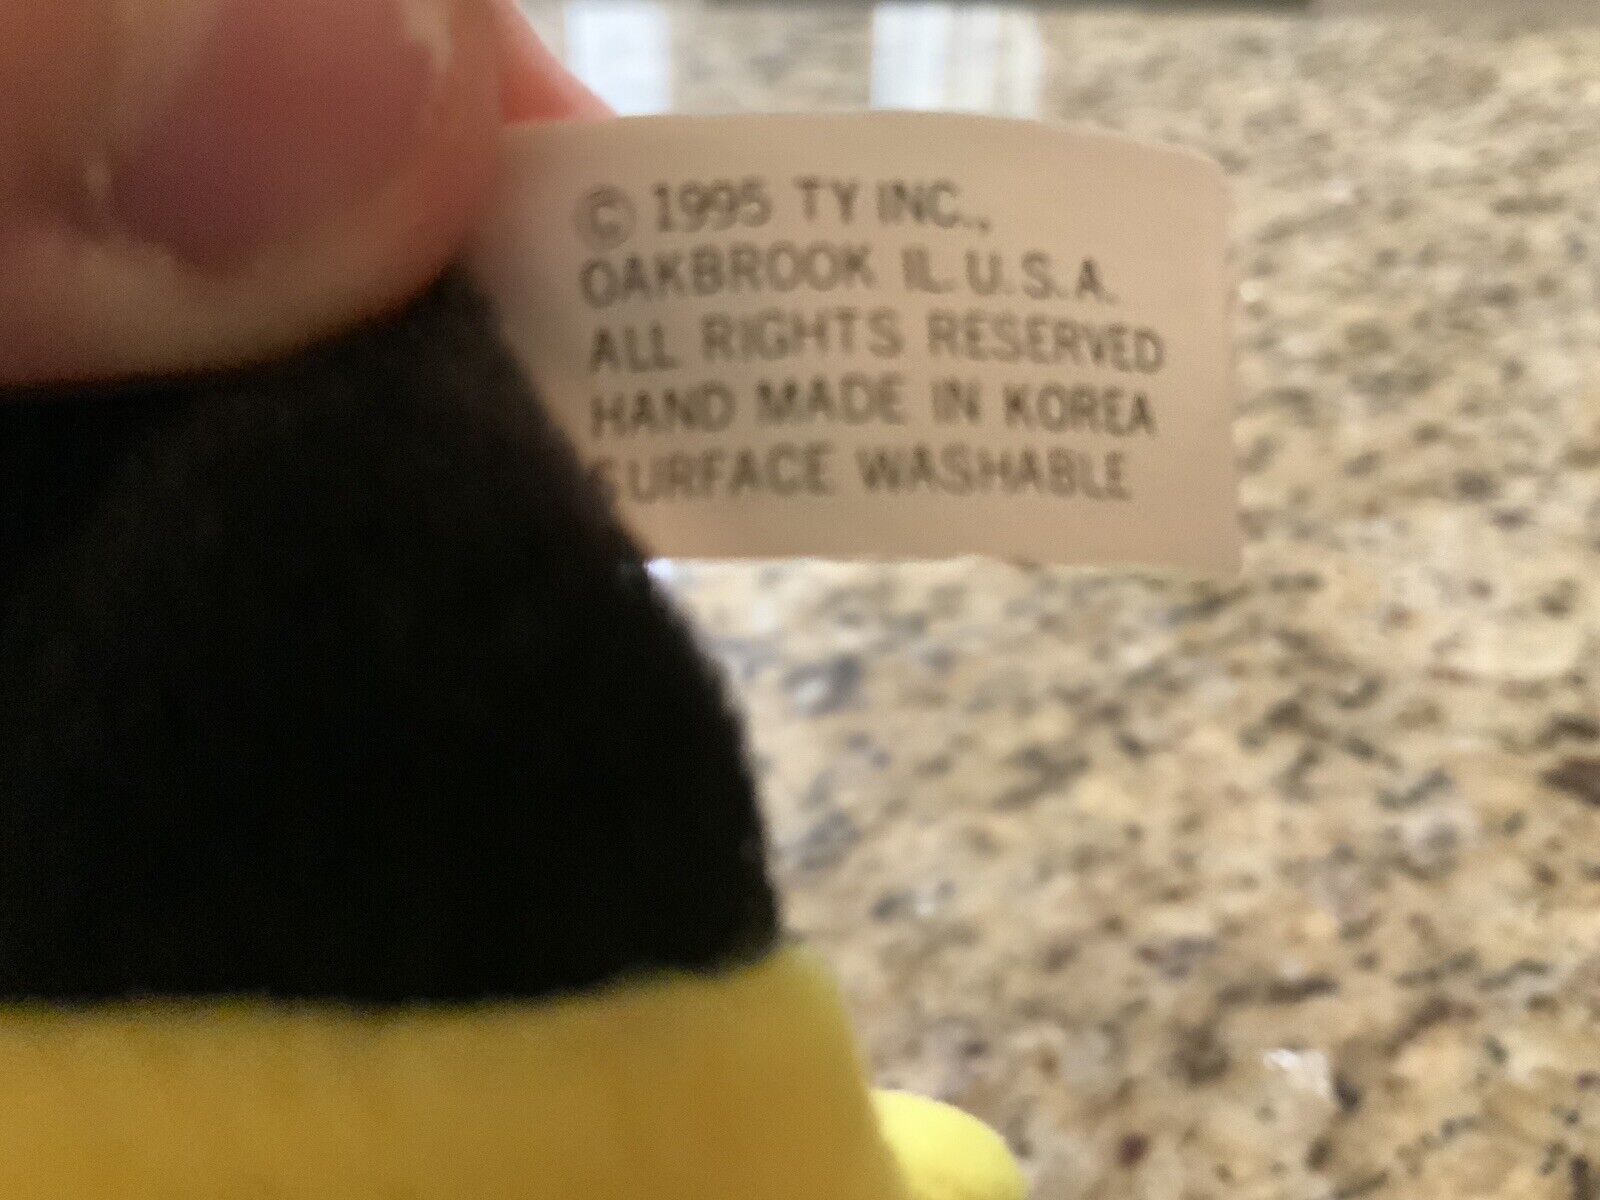 © 1995 TY INC.,
OAKBROOK IL. U.S.A.
ALL RIGHTS RESERVED
HAND MADE IN KOREA
SURFACE WASHABLE